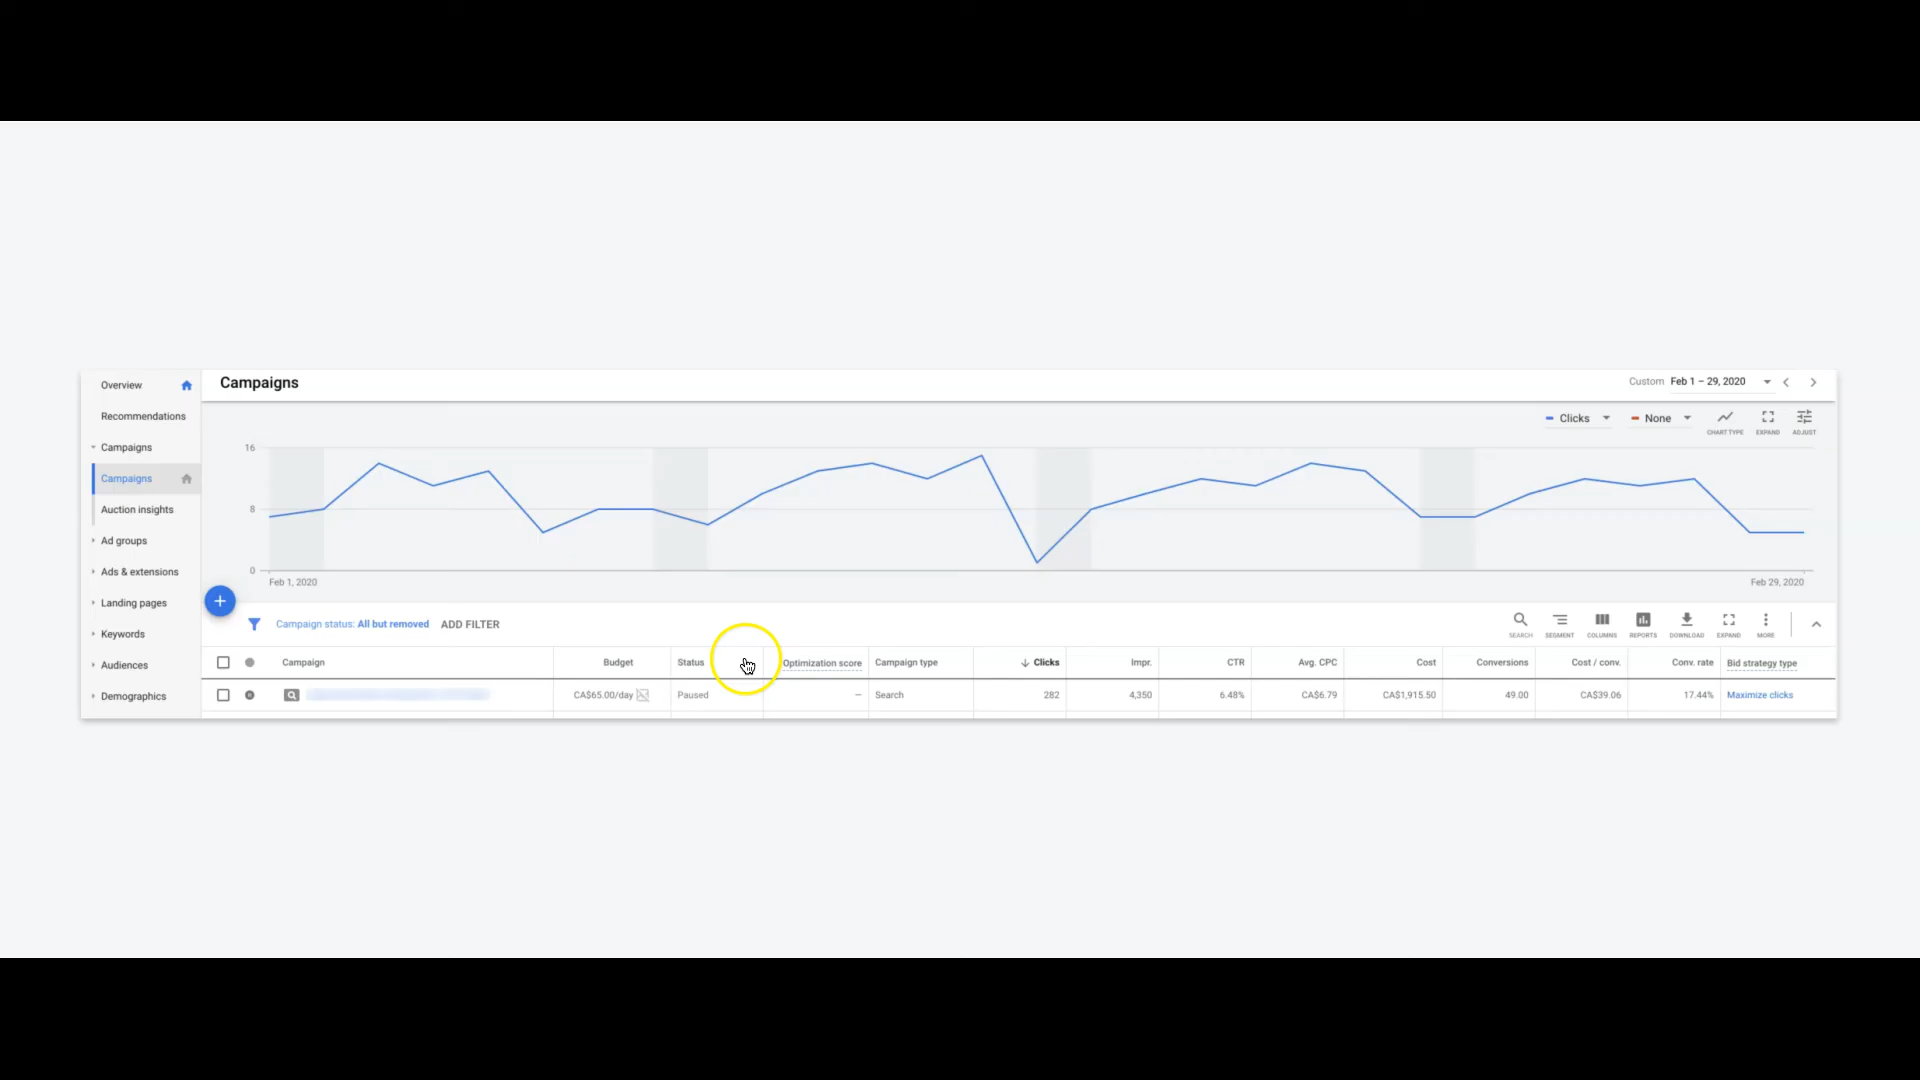 Overview
Recommendations
Campaigns
Campaigns
Auction insights
Ad groups
Ads & extensions
Landing pages
Keywords
Audiences
Demographics
Campaigns
Custom Feb 1 – 29, 2020
Clicks None CHART TYPE EXPAND ADJUST
16
8
0
Feb 1, 2020 Feb 29, 2020
Campaign status: All but removed ADD FILTER
SEARCH SEGMENT COLUMNS REPORTS DOWNLOAD EXPAND MORE
Campaign Budget Status Optimization score Campaign type Clicks Impr. CTR Avg. CPC Cost Conversions Cost / conv. Conv. rate Bid strategy type
CA$65.00/day Paused – Search 282 4,350 6.48% CA$6.79 CA$1,915.50 49.00 CA$39.06 17.44% Maximize clicks